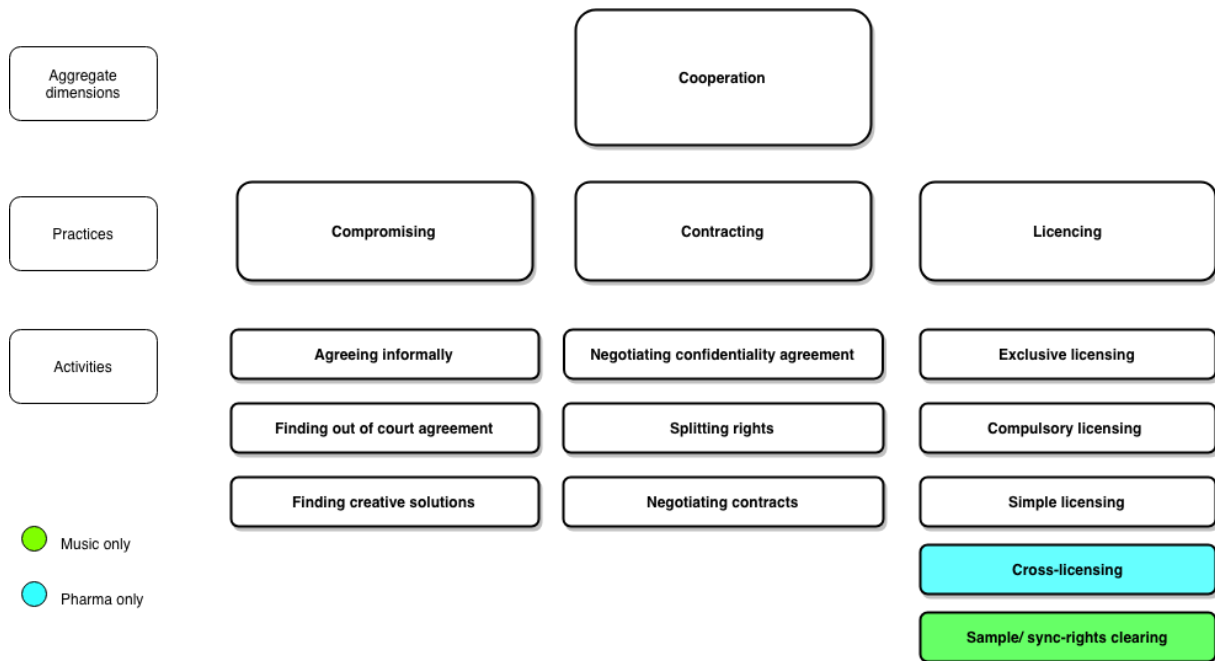 Aggregate
dimensions
Cooperation
Practices
Compromising
Contracting
Licencing
Activities
Agreeing informally
Negotiating confidentiality agreement
Exclusive licensing
Finding out of court agreement
Splitting rights
Compulsory licensing
Finding creative solutions
Negotiating contracts
Simple licensing
Music only
Cross-licensing
Pharma only
Sample/ sync-rights clearing